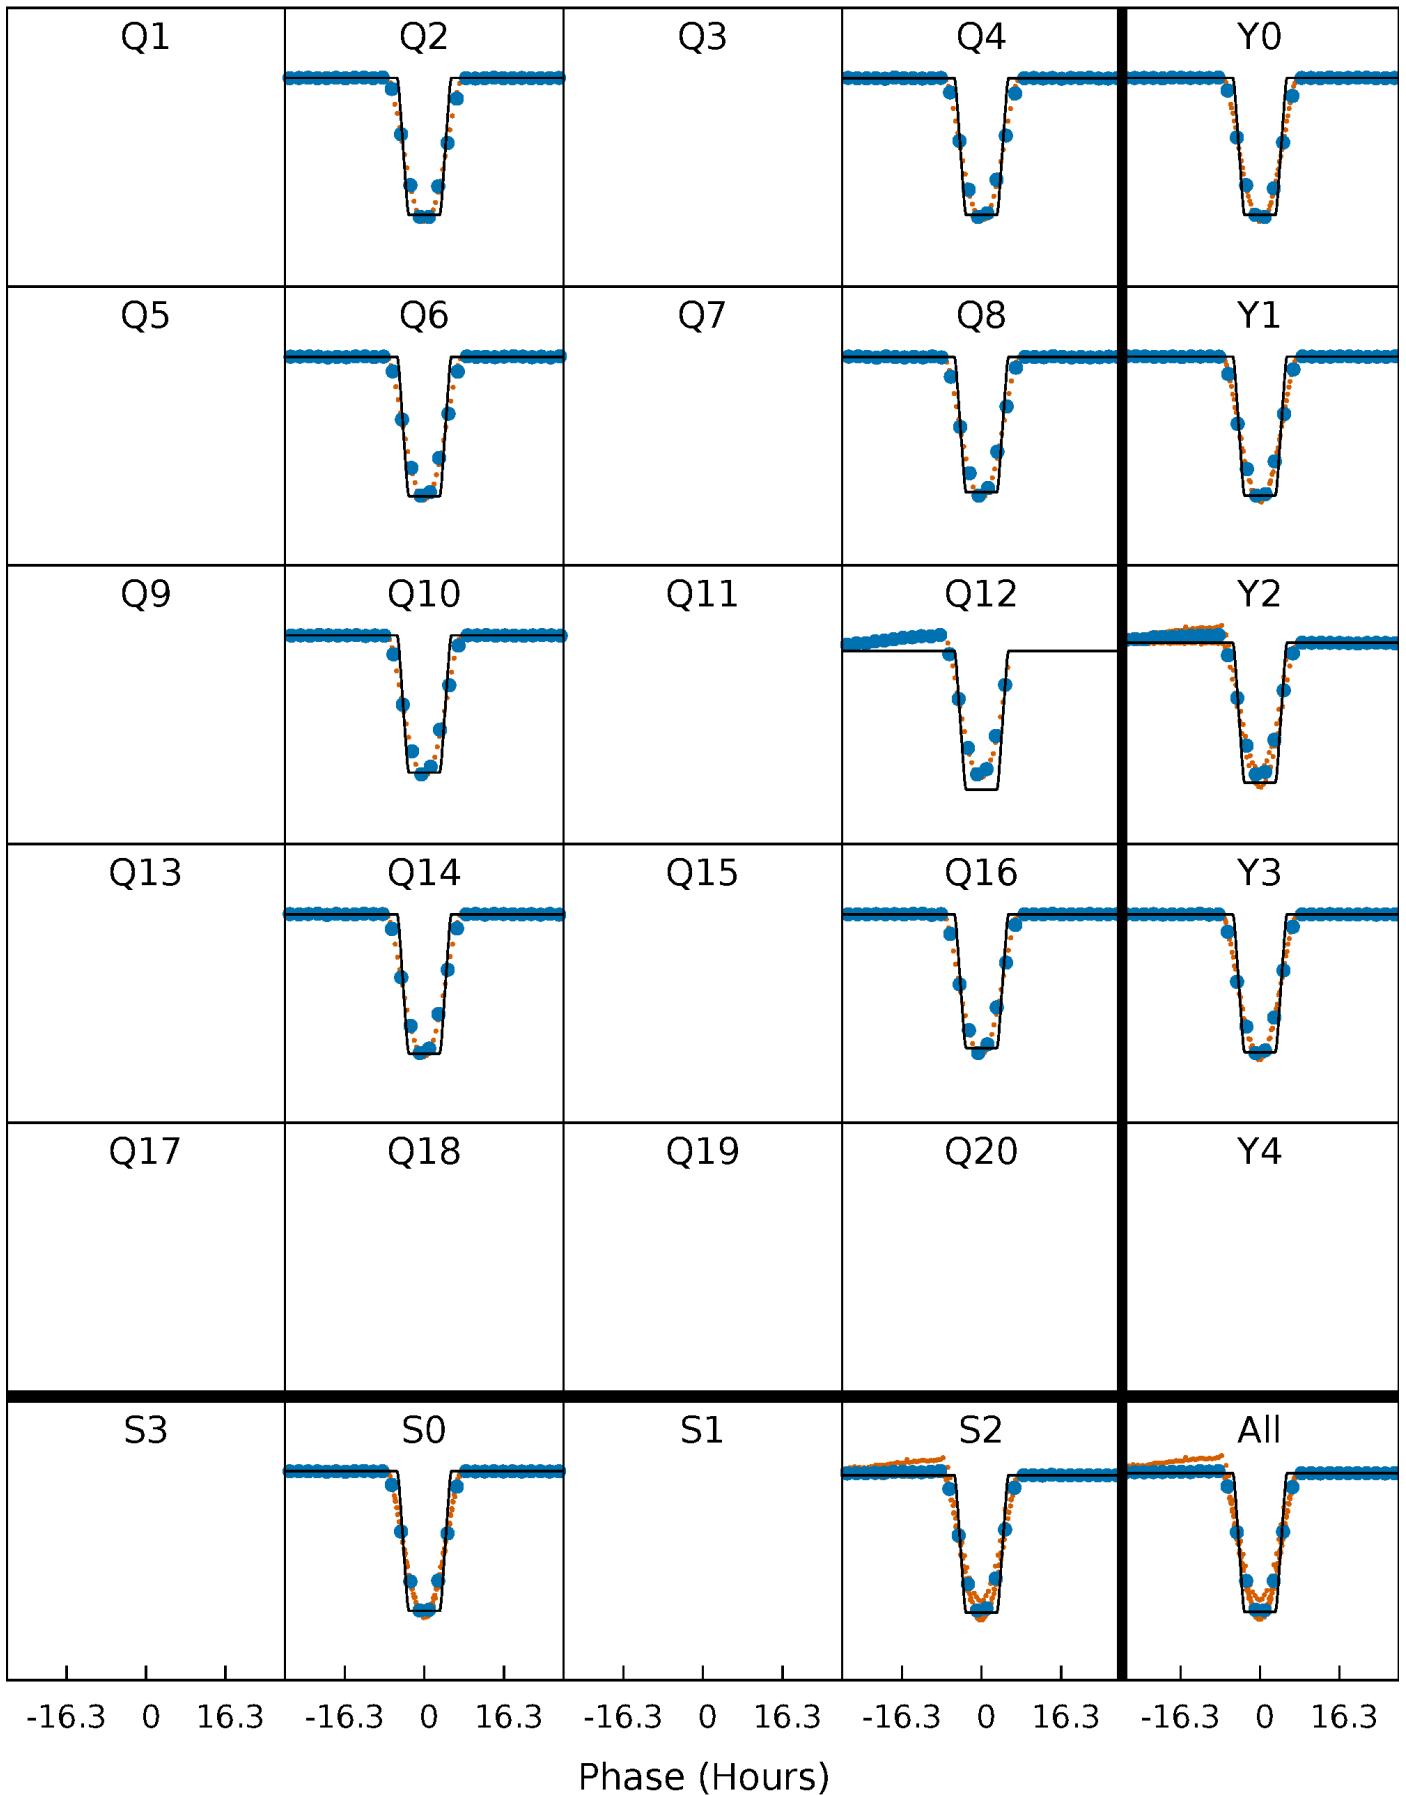 Q1 Q2 Q3 Q4 Y0
Q5 Q6 Q7 Q8 Y1
Q9 Q10 Q11 Q12 Y2
Q13 Q14 Q15 Q16 Y3
Q17 Q18 Q19 Q20 Y4
S3 S0 S1 S2 All
-16.3 0 16.3 -16.3 0 16.3 -16.3 0 16.3 -16.3 0 16.3 -16.3 0 16.3
Phase (Hours)